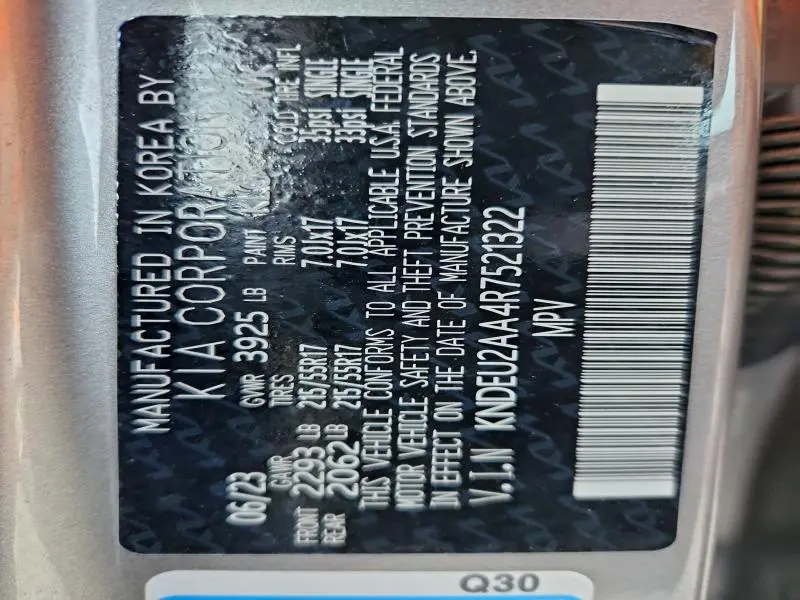 MANUFACTURED IN KOREA BY
KIA CORPORATION
06/23 GVWR 3925 LB PAINT
GAWR TIRES RIMS COLD TIRE INFL
FRONT 2293 LB 215/55R17 7.0Jx17 35psi SINGLE
REAR 2062 LB 215/55R17 7.0Jx17 33psi SINGLE
THIS VEHICLE CONFORMS TO ALL APPLICABLE U.S.A. FEDERAL
MOTOR VEHICLE SAFETY AND THEFT PREVENTION STANDARDS
IN EFFECT ON THE DATE OF MANUFACTURE SHOWN ABOVE.
V.I.N KNDEU2AA4R7521322
MPV
Q30